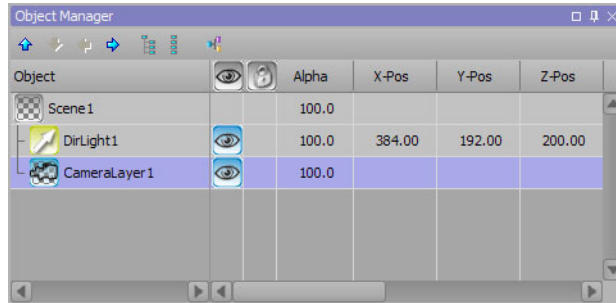 Object Manager
Object Alpha X-Pos Y-Pos Z-Pos
Scene1 100.0
DirLight1 100.0 384.00 192.00 200.00
CameraLayer1 100.0